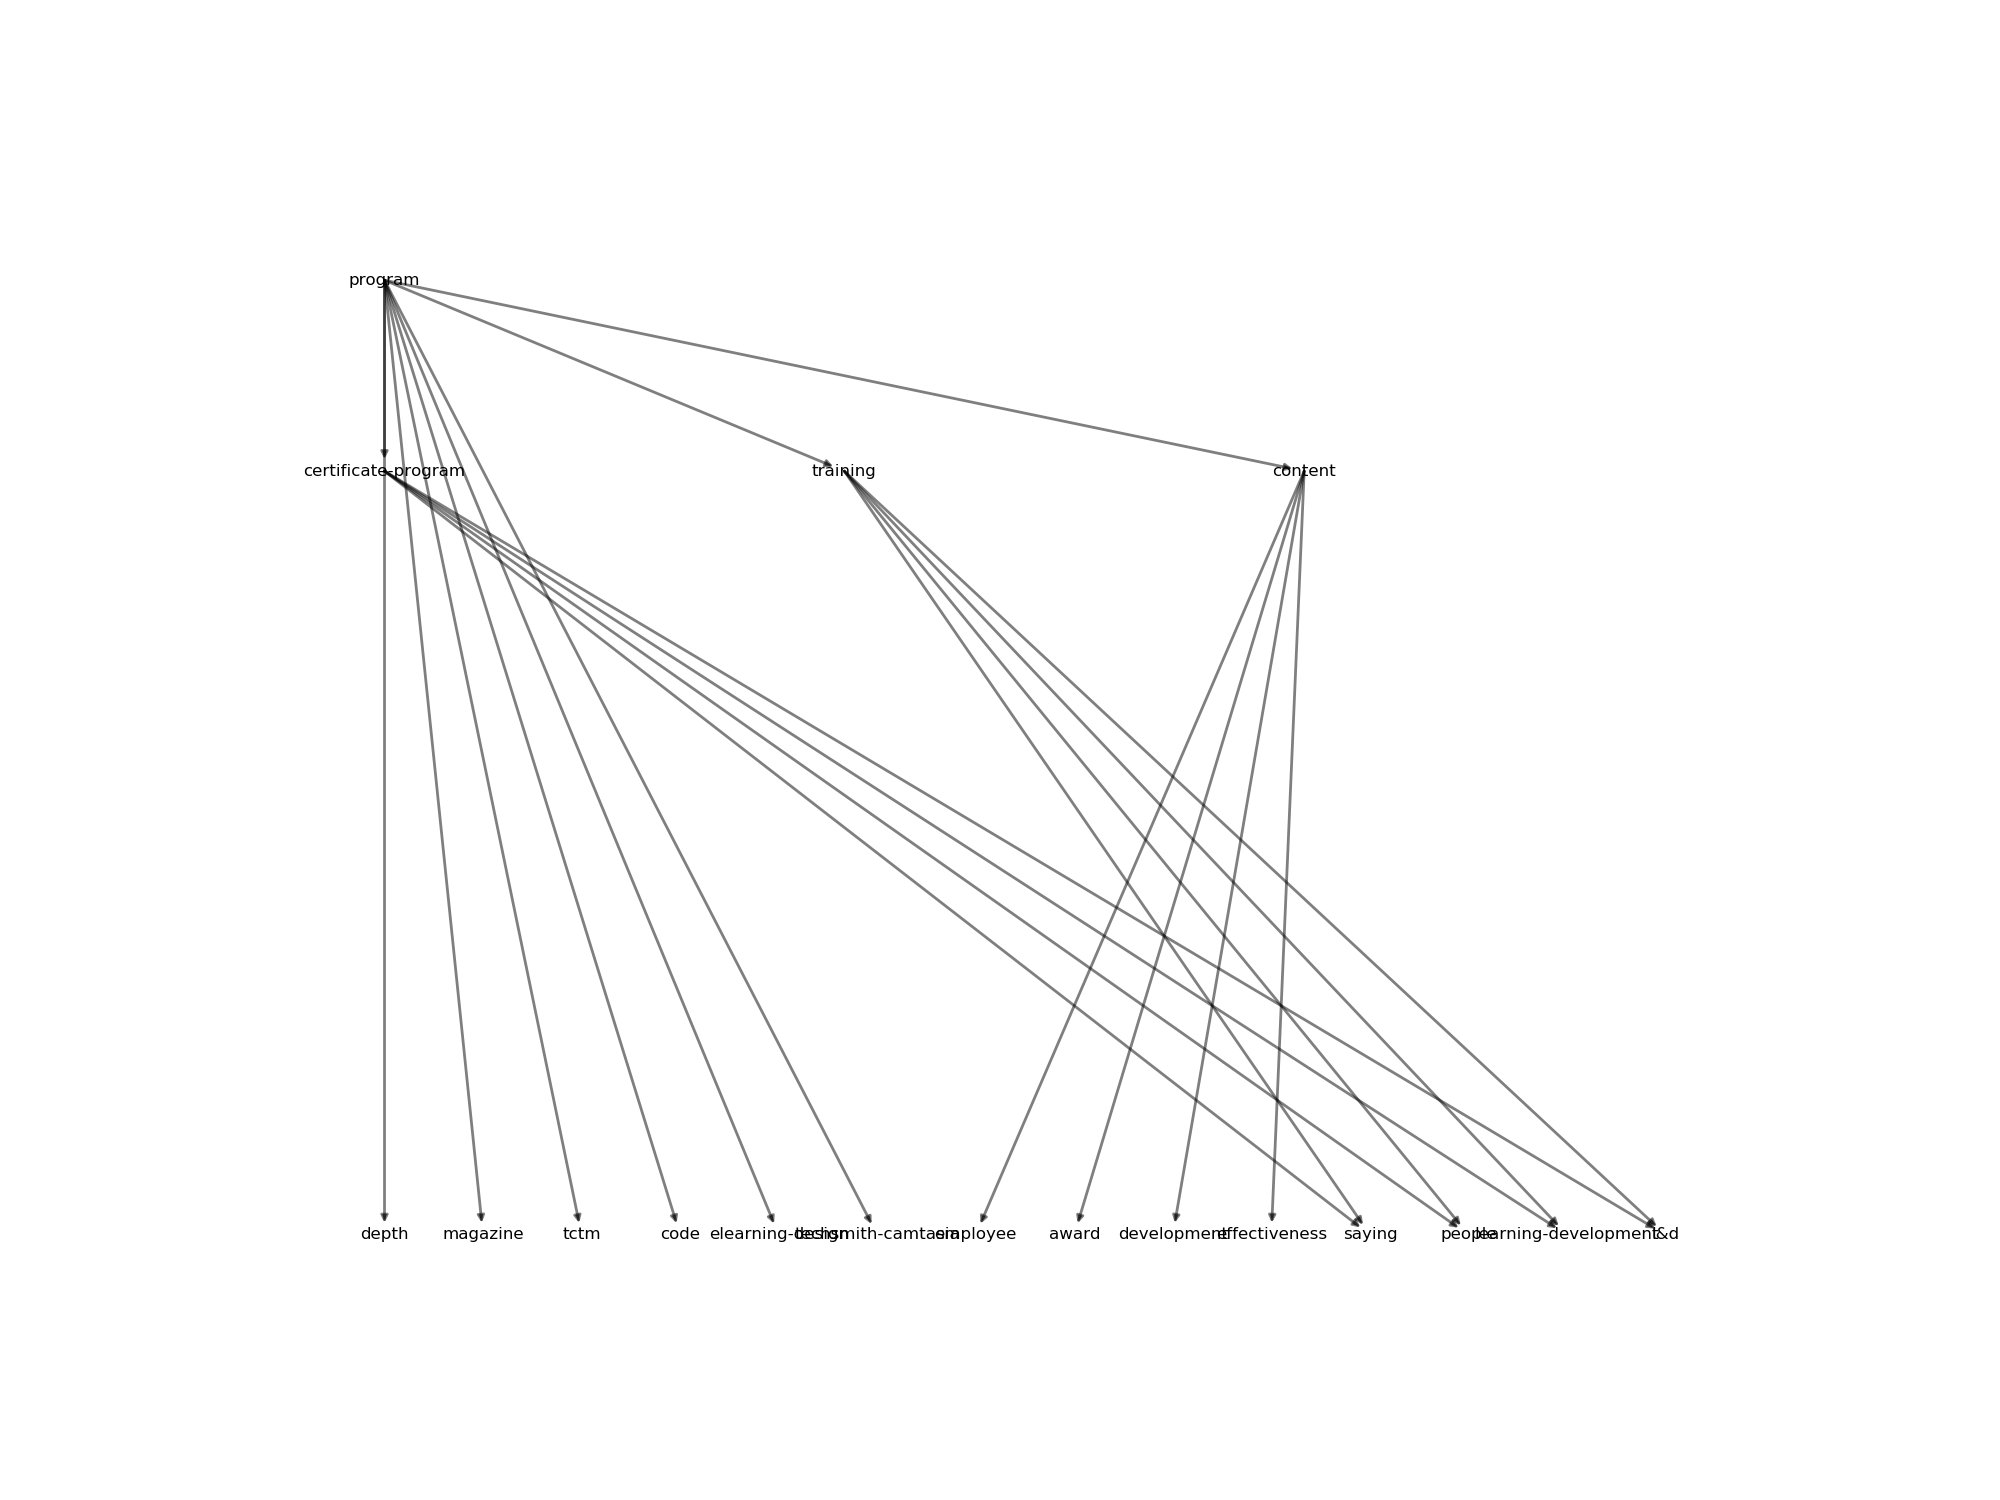 program
certificate-program training content
depth magazine tctm code elearning-design techsmith-camtasia employee award development effectiveness saying people learning-development l&d